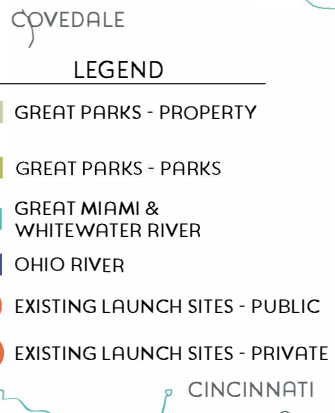 COVEDALE
LEGEND
GREAT PARKS - PROPERTY
GREAT PARKS - PARKS
GREAT MIAMI &
WHITEWATER RIVER
OHIO RIVER
EXISTING LAUNCH SITES - PUBLIC
EXISTING LAUNCH SITES - PRIVATE
CINCINNATI